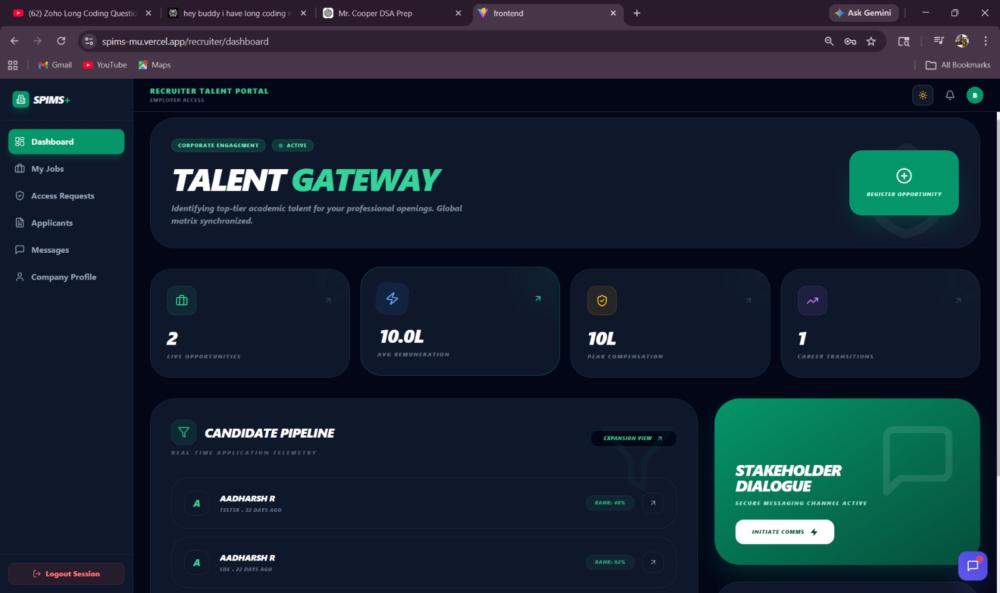 (62) Zoho Long Coding Questio
hey buddy i have long coding r
Mr. Cooper DSA Prep
frontend
Ask Gemini
spims-mu.vercel.app/recruiter/dashboard
Gmail
YouTube
Maps
All Bookmarks
SPIMS+
RECRUITER TALENT PORTAL
EMPLOYER ACCESS
B
Dashboard
My Jobs
Access Requests
Applicants
Messages
Company Profile
Logout Session
CORPORATE ENGAGEMENT
ACTIVE
TALENT GATEWAY
Identifying top-tier academic talent for your professional openings. Global
matrix synchronized.
REGISTER OPPORTUNITY
2
LIVE OPPORTUNITIES
10.0L
AVG REMUNERATION
10L
PEAK COMPENSATION
1
CAREER TRANSITIONS
CANDIDATE PIPELINE
REAL-TIME APPLICATION TELEMETRY
EXPANSION VIEW
A
AADHARSH R
TESTER • 22 DAYS AGO
RANK: 40%
A
AADHARSH R
SDE • 22 DAYS AGO
RANK: 92%
STAKEHOLDER
DIALOGUE
SECURE MESSAGING CHANNEL ACTIVE
INITIATE COMMS